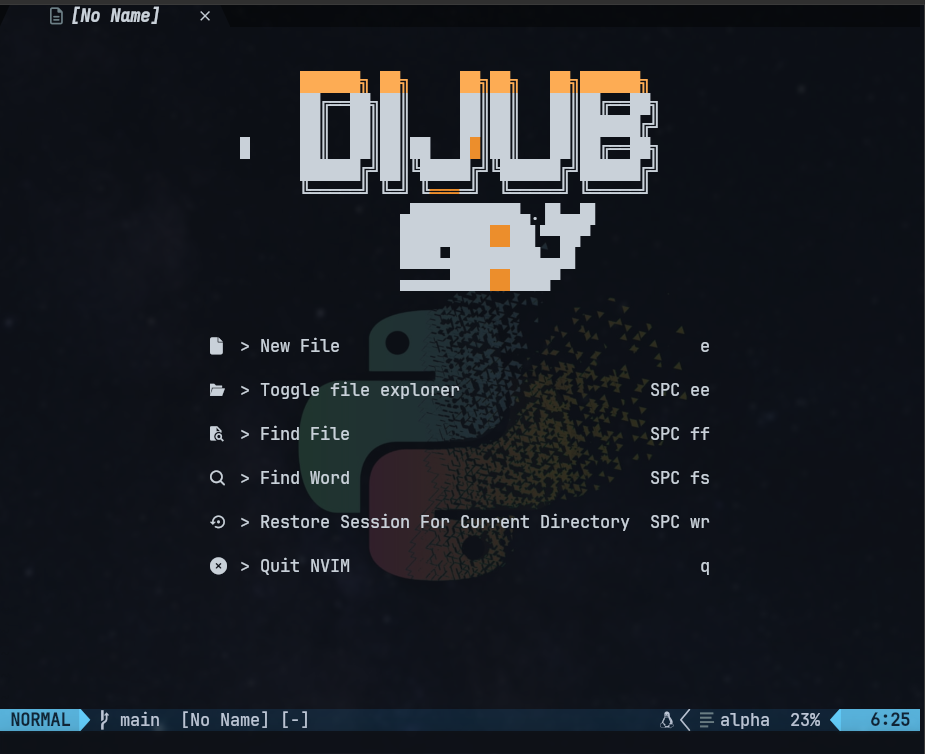 [No Name] ×
DJUB
> New File e
> Toggle file explorer SPC ee
> Find File SPC ff
> Find Word SPC fs
> Restore Session For Current Directory SPC wr
> Quit NVIM q
NORMAL main [No Name] [-] alpha 23% 6:25